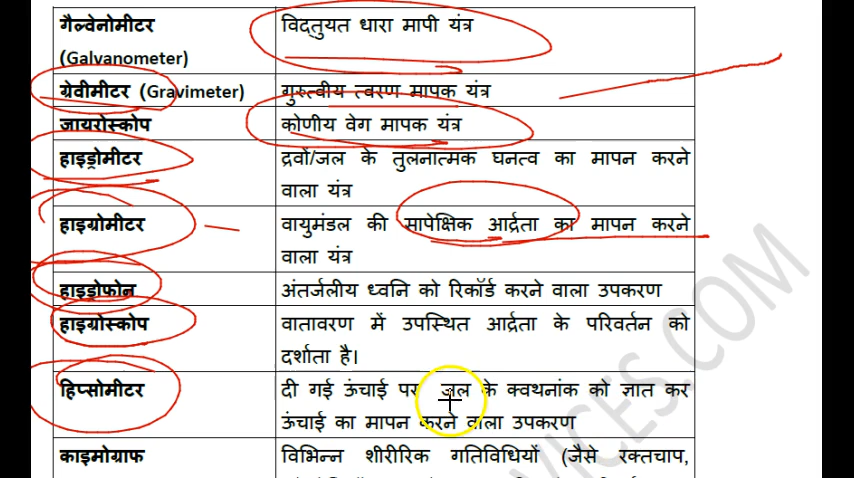 गैल्वेनोमीटर विद्तुयत धारा मापी यंत्र
(Galvanometer)
ग्रेवीमीटर (Gravimeter) गुरुत्वीय त्वरण मापक यंत्र
जायरोस्कोप कोणीय वेग मापक यंत्र
हाइड्रोमीटर द्रवों/जल के तुलनात्मक घनत्व का मापन करने
वाला यंत्र
हाइग्रोमीटर वायुमंडल की सापेक्षिक आर्द्रता का मापन करने
वाला यंत्र
हाइड्रोफोन अंतर्जलीय ध्वनि को रिकॉर्ड करने वाला उपकरण
हाइग्रोस्कोप वातावरण में उपस्थित आर्द्रता के परिवर्तन को
दर्शाता है।
हिप्सोमीटर दी गई ऊंचाई पर जल के क्वथनांक को ज्ञात कर
ऊंचाई का मापन करने वाला उपकरण
काइमोग्राफ विभिन्न शीरीरिक गतिविधियों (जैसे रक्तचाप,
VICES.COM